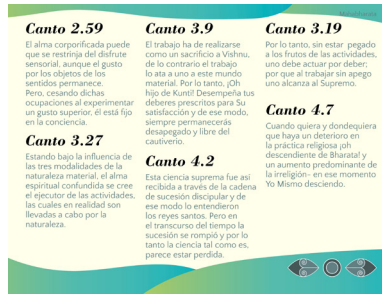 Mahabharata
Canto 2.59
El alma corporificada puede
que se restrinja del disfrute
sensorial, aunque el gusto
por los objetos de los
sentidos permanece.
Pero, cesando dichas
ocupaciones al experimentar
un gusto superior, él está fijo
en la conciencia.
Canto 3.27
Estando bajo la influencia de
las tres modalidades de la
naturaleza material, el alma
espiritual confundida se cree
el ejecutor de las actividades,
las cuales en realidad son
llevadas a cabo por la
naturaleza.
Canto 3.9
El trabajo ha de realizarse
como un sacrificio a Vishnu,
de lo contrario el trabajo
lo ata a uno a este mundo
material. Por lo tanto, ¡Oh
hijo de Kunti! Desempeña tus
deberes prescritos para Su
satisfacción y de ese modo,
siempre permanecerás
desapegado y libre del
cautiverio.
Canto 4.2
Esta ciencia suprema fue así
recibida a través de la cadena
de sucesión discipular y de
ese modo lo entendieron
los reyes santos. Pero en
el transcurso del tiempo la
sucesión se rompió y por lo
tanto la ciencia tal como es,
parece estar perdida.
Canto 3.19
Por lo tanto, sin estar pegado
a los frutos de las actividades,
uno debe actuar por deber;
por que al trabajar sin apego
uno alcanza al Supremo.
Canto 4.7
Cuando quiera y dondequiera
que haya un deterioro en
la práctica religiosa ¡oh
descendiente de Bharata! y
un aumento predominante de
la irreligión- en ese momento
Yo Mismo desciendo.